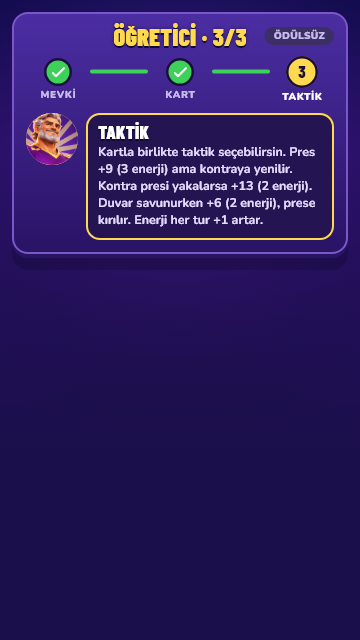 ÖĞRETİCİ · 3/3
ÖDÜLSÜZ
3
MEVKİ
KART
TAKTİK
TAKTİK
Kartla birlikte taktik seçebilirsin. Pres
+9 (3 enerji) ama kontraya yenilir.
Kontra presi yakalarsa +13 (2 enerji).
Duvar savunurken +6 (2 enerji), prese
kırılır. Enerji her tur +1 artar.